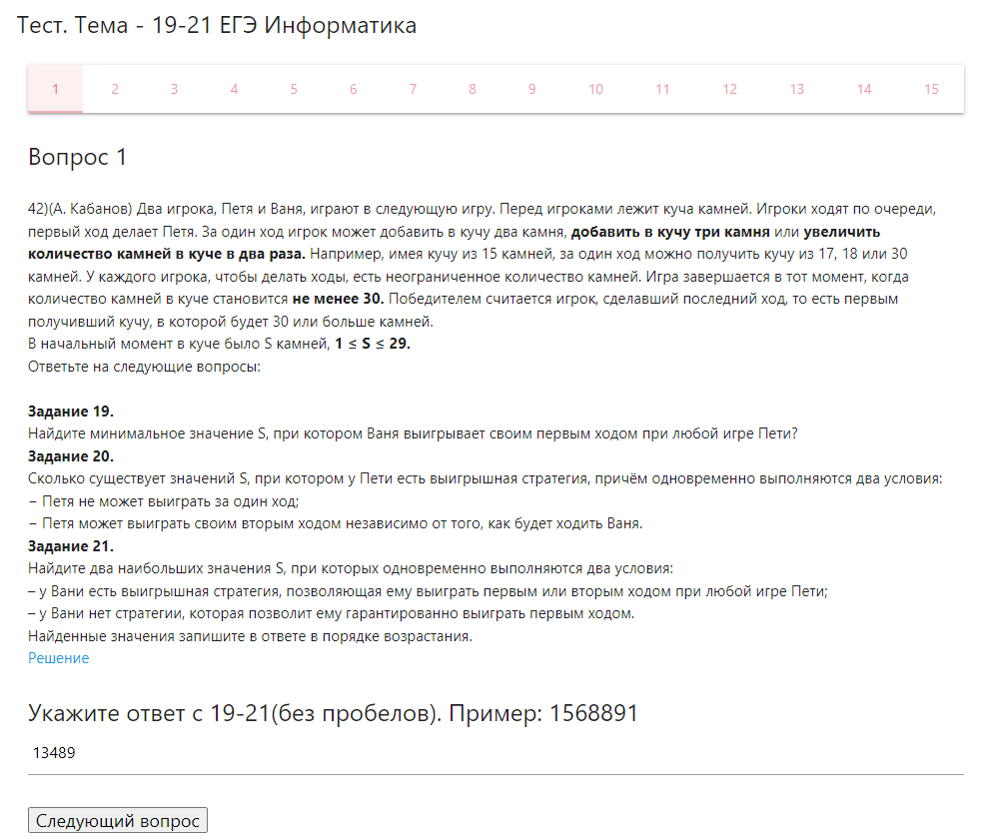 Тест. Тема - 19-21 ЕГЭ Информатика
1 2 3 4 5 6 7 8 9 10 11 12 13 14 15
Вопрос 1
42)(А. Кабанов) Два игрока, Петя и Ваня, играют в следующую игру. Перед игроками лежит куча камней. Игроки ходят по очереди,
первый ход делает Петя. За один ход игрок может добавить в кучу два камня, добавить в кучу три камня или увеличить
количество камней в куче в два раза. Например, имея кучу из 15 камней, за один ход можно получить кучу из 17, 18 или 30
камней. У каждого игрока, чтобы делать ходы, есть неограниченное количество камней. Игра завершается в тот момент, когда
количество камней в куче становится не менее 30. Победителем считается игрок, сделавший последний ход, то есть первым
получивший кучу, в которой будет 30 или больше камней.
В начальный момент в куче было S камней, 1 ≤ S ≤ 29.
Ответьте на следующие вопросы:
Задание 19.
Найдите минимальное значение S, при котором Ваня выигрывает своим первым ходом при любой игре Пети?
Задание 20.
Сколько существует значений S, при котором у Пети есть выигрышная стратегия, причём одновременно выполняются два условия:
− Петя не может выиграть за один ход;
− Петя может выиграть своим вторым ходом независимо от того, как будет ходить Ваня.
Задание 21.
Найдите два наибольших значения S, при которых одновременно выполняются два условия:
– у Вани есть выигрышная стратегия, позволяющая ему выиграть первым или вторым ходом при любой игре Пети;
– у Вани нет стратегии, которая позволит ему гарантированно выиграть первым ходом.
Найденные значения запишите в ответе в порядке возрастания.
Решение
Укажите ответ с 19-21(без пробелов). Пример: 1568891
13489
Следующий вопрос